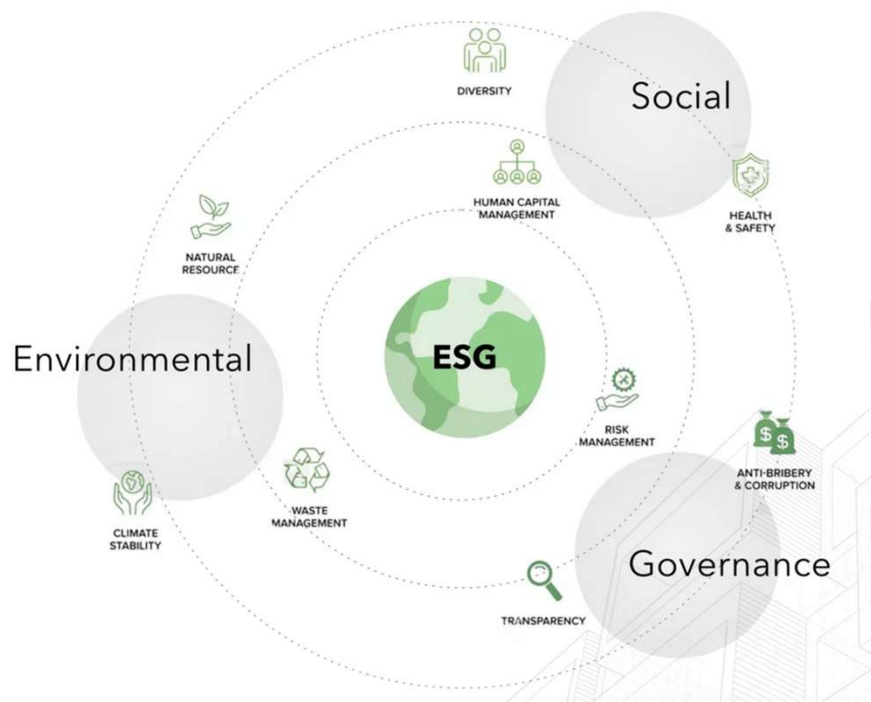 DIVERSITY
Social
HUMAN CAPITAL
MANAGEMENT
HEALTH
& SAFETY
NATURAL
RESOURCE
Environmental
ESG
RISK
MANAGEMENT
ANTI-BRIBERY
& CORRUPTION
WASTE
MANAGEMENT
CLIMATE
STABILITY
Governance
TRANSPARENCY
$
$